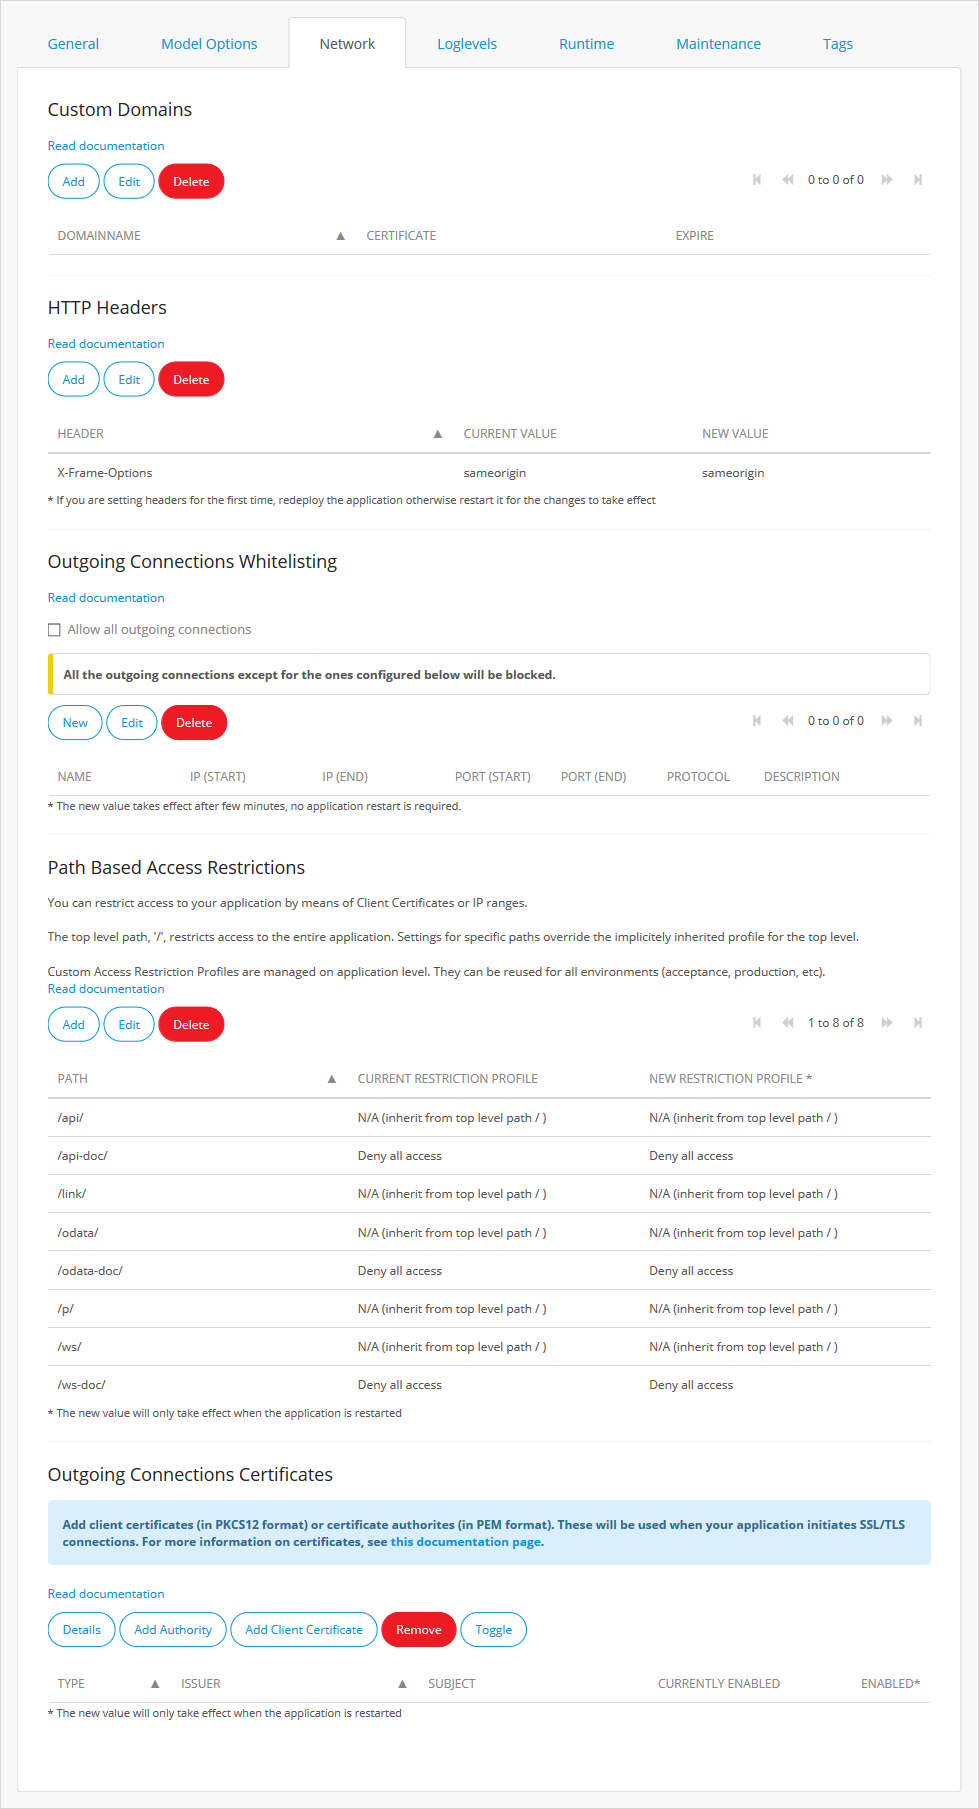 General Model Options Network Loglevels Runtime Maintenance Tags
Custom Domains
Read documentation
Add Edit Delete 0 to 0 of 0
DOMAINNAME ▲ CERTIFICATE EXPIRE
HTTP Headers
Read documentation
Add Edit Delete
HEADER ▲ CURRENT VALUE NEW VALUE
X-Frame-Options sameorigin sameorigin
* If you are setting headers for the first time, redeploy the application otherwise restart it for the changes to take effect
Outgoing Connections Whitelisting
Read documentation
Allow all outgoing connections
All the outgoing connections except for the ones configured below will be blocked.
New Edit Delete 0 to 0 of 0
NAME IP (START) IP (END) PORT (START) PORT (END) PROTOCOL DESCRIPTION
* The new value takes effect after few minutes, no application restart is required.
Path Based Access Restrictions
You can restrict access to your application by means of Client Certificates or IP ranges.
The top level path, '/', restricts access to the entire application. Settings for specific paths override the implicitely inherited profile for the top level.
Custom Access Restriction Profiles are managed on application level. They can be reused for all environments (acceptance, production, etc).
Read documentation
Add Edit Delete 1 to 8 of 8
PATH ▲ CURRENT RESTRICTION PROFILE NEW RESTRICTION PROFILE *
/api/ N/A (inherit from top level path / ) N/A (inherit from top level path / )
/api-doc/ Deny all access Deny all access
/link/ N/A (inherit from top level path / ) N/A (inherit from top level path / )
/odata/ N/A (inherit from top level path / ) N/A (inherit from top level path / )
/odata-doc/ Deny all access Deny all access
/p/ N/A (inherit from top level path / ) N/A (inherit from top level path / )
/ws/ N/A (inherit from top level path / ) N/A (inherit from top level path / )
/ws-doc/ Deny all access Deny all access
* The new value will only take effect when the application is restarted
Outgoing Connections Certificates
Add client certificates (in PKCS12 format) or certificate authorites (in PEM format). These will be used when your application initiates SSL/TLS
connections. For more information on certificates, see this documentation page.
Read documentation
Details Add Authority Add Client Certificate Remove Toggle
TYPE ▲ ISSUER ▲ SUBJECT CURRENTLY ENABLED ENABLED*
* The new value will only take effect when the application is restarted